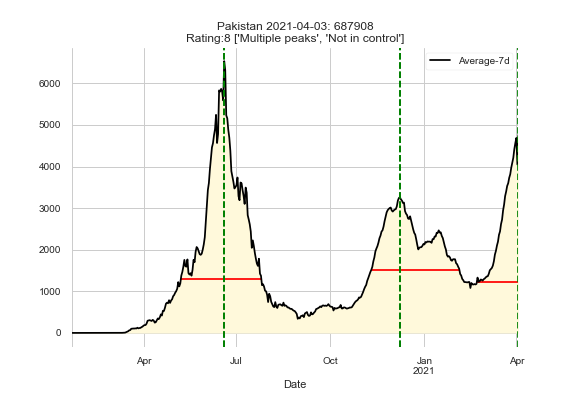 Pakistan 2021-04-03: 687908
Rating:8 ['Multiple peaks', 'Not in control']
Average-7d
6000
5000
4000
3000
2000
1000
0
Apr
Jul
Oct
Jan
2021
Apr
Date